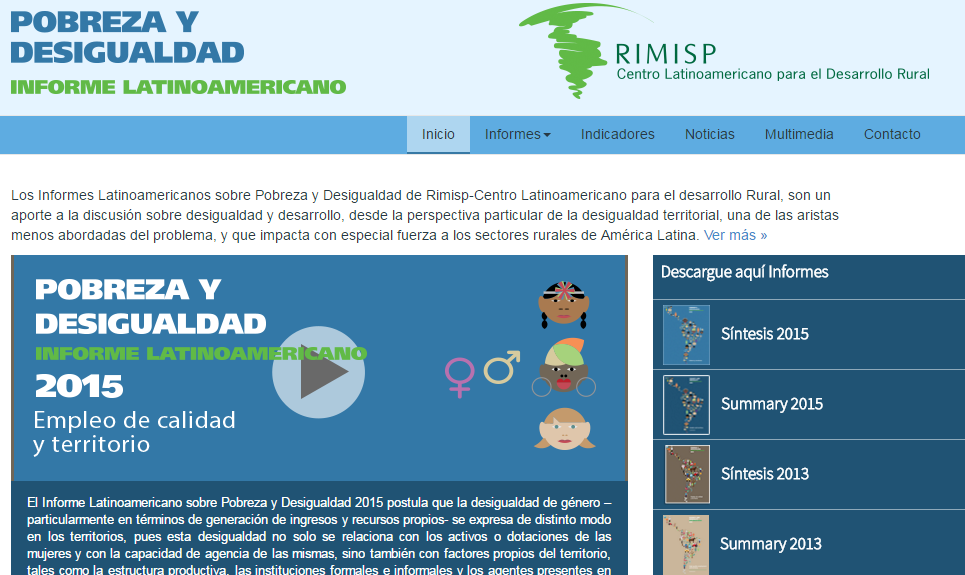 POBREZA Y
DESIGUALDAD
INFORME LATINOAMERICANO
RIMISP
Centro Latinoamericano para el Desarrollo Rural
Inicio Informes Indicadores Noticias Multimedia Contacto
Los Informes Latinoamericanos sobre Pobreza y Desigualdad de Rimisp-Centro Latinoamericano para el desarrollo Rural, son un
aporte a la discusión sobre desigualdad y desarrollo, desde la perspectiva particular de la desigualdad territorial, una de las aristas
menos abordadas del problema, y que impacta con especial fuerza a los sectores rurales de América Latina. Ver más »
POBREZA Y
DESIGUALDAD
INFORME LATINOAMERICANO
2015
Empleo de calidad
y territorio
El Informe Latinoamericano sobre Pobreza y Desigualdad 2015 postula que la desigualdad de género –
particularmente en términos de generación de ingresos y recursos propios- se expresa de distinto modo
en los territorios, pues esta desigualdad no solo se relaciona con los activos o dotaciones de las
mujeres y con la capacidad de agencia de las mismas, sino también con factores propios del territorio,
tales como la estructura productiva, las instituciones formales e informales y los agentes presentes en
Descargue aquí Informes
Síntesis 2015
Summary 2015
Síntesis 2013
Summary 2013